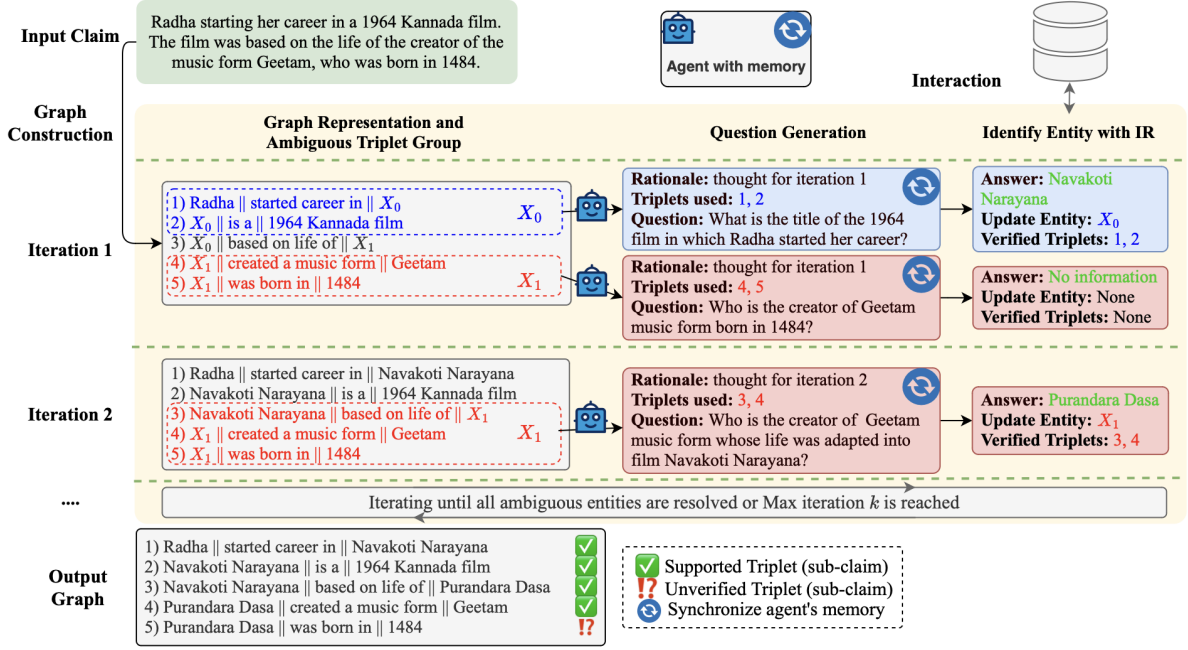 Input Claim
Radha starting her career in a 1964 Kannada film.
The film was based on the life of the creator of the
music form Geetam, who was born in 1484.
Agent with memory
Interaction
Graph
Construction
Graph Representation and
Ambiguous Triplet Group
Question Generation
Identify Entity with IR
Iteration 1
1) Radha || started career in || X₀
2) X₀ || is a || 1964 Kannada film
X₀
3) X₀ || based on life of || X₁
4) X₁ || created a music form || Geetam
5) X₁ || was born in || 1484
X₁
Rationale: thought for iteration 1
Triplets used: 1, 2
Question: What is the title of the 1964
film in which Radha started her career?
Answer: Navakoti
Narayana
Update Entity: X₀
Verified Triplets: 1, 2
Rationale: thought for iteration 1
Triplets used: 4, 5
Question: Who is the creator of Geetam
music form born in 1484?
Answer: No information
Update Entity: None
Verified Triplets: None
Iteration 2
1) Radha || started career in || Navakoti Narayana
2) Navakoti Narayana || is a || 1964 Kannada film
3) Navakoti Narayana || based on life of || X₁
4) X₁ || created a music form || Geetam
5) X₁ || was born in || 1484
X₁
Rationale: thought for iteration 2
Triplets used: 3, 4
Question: Who is the creator of Geetam
music form whose life was adapted into
film Navakoti Narayana?
Answer: Purandara Dasa
Update Entity: X₁
Verified Triplets: 3, 4
....
Iterating until all ambiguous entities are resolved or Max iteration k is reached
Output
Graph
1) Radha || started career in || Navakoti Narayana
2) Navakoti Narayana || is a || 1964 Kannada film
3) Navakoti Narayana || based on life of || Purandara Dasa
4) Purandara Dasa || created a music form || Geetam
5) Purandara Dasa || was born in || 1484 ⁉
Supported Triplet (sub-claim)
⁉ Unverified Triplet (sub-claim)
Synchronize agent's memory